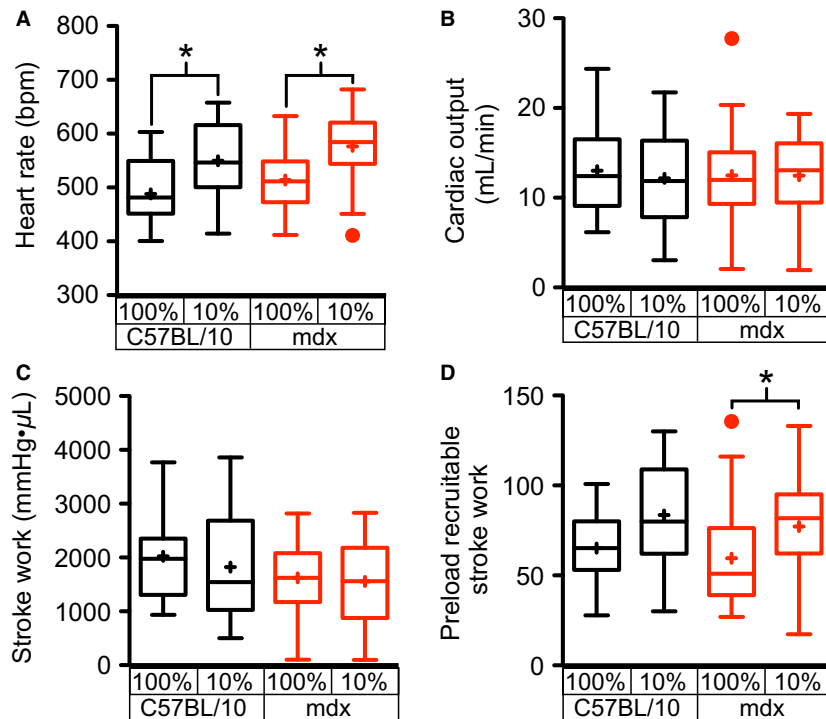 A
Heart rate (bpm)
800
700
600
500
400
300
*
*
100% 10% 100% 10%
C57BL/10 mdx
B
Cardiac output
(mL/min)
30
20
10
0
100% 10% 100% 10%
C57BL/10 mdx
C
Stroke work (mmHg•µL)
5000
4000
3000
2000
1000
0
100% 10% 100% 10%
C57BL/10 mdx
D
Preload recruitable
stroke work
150
100
50
0
*
100% 10% 100% 10%
C57BL/10 mdx